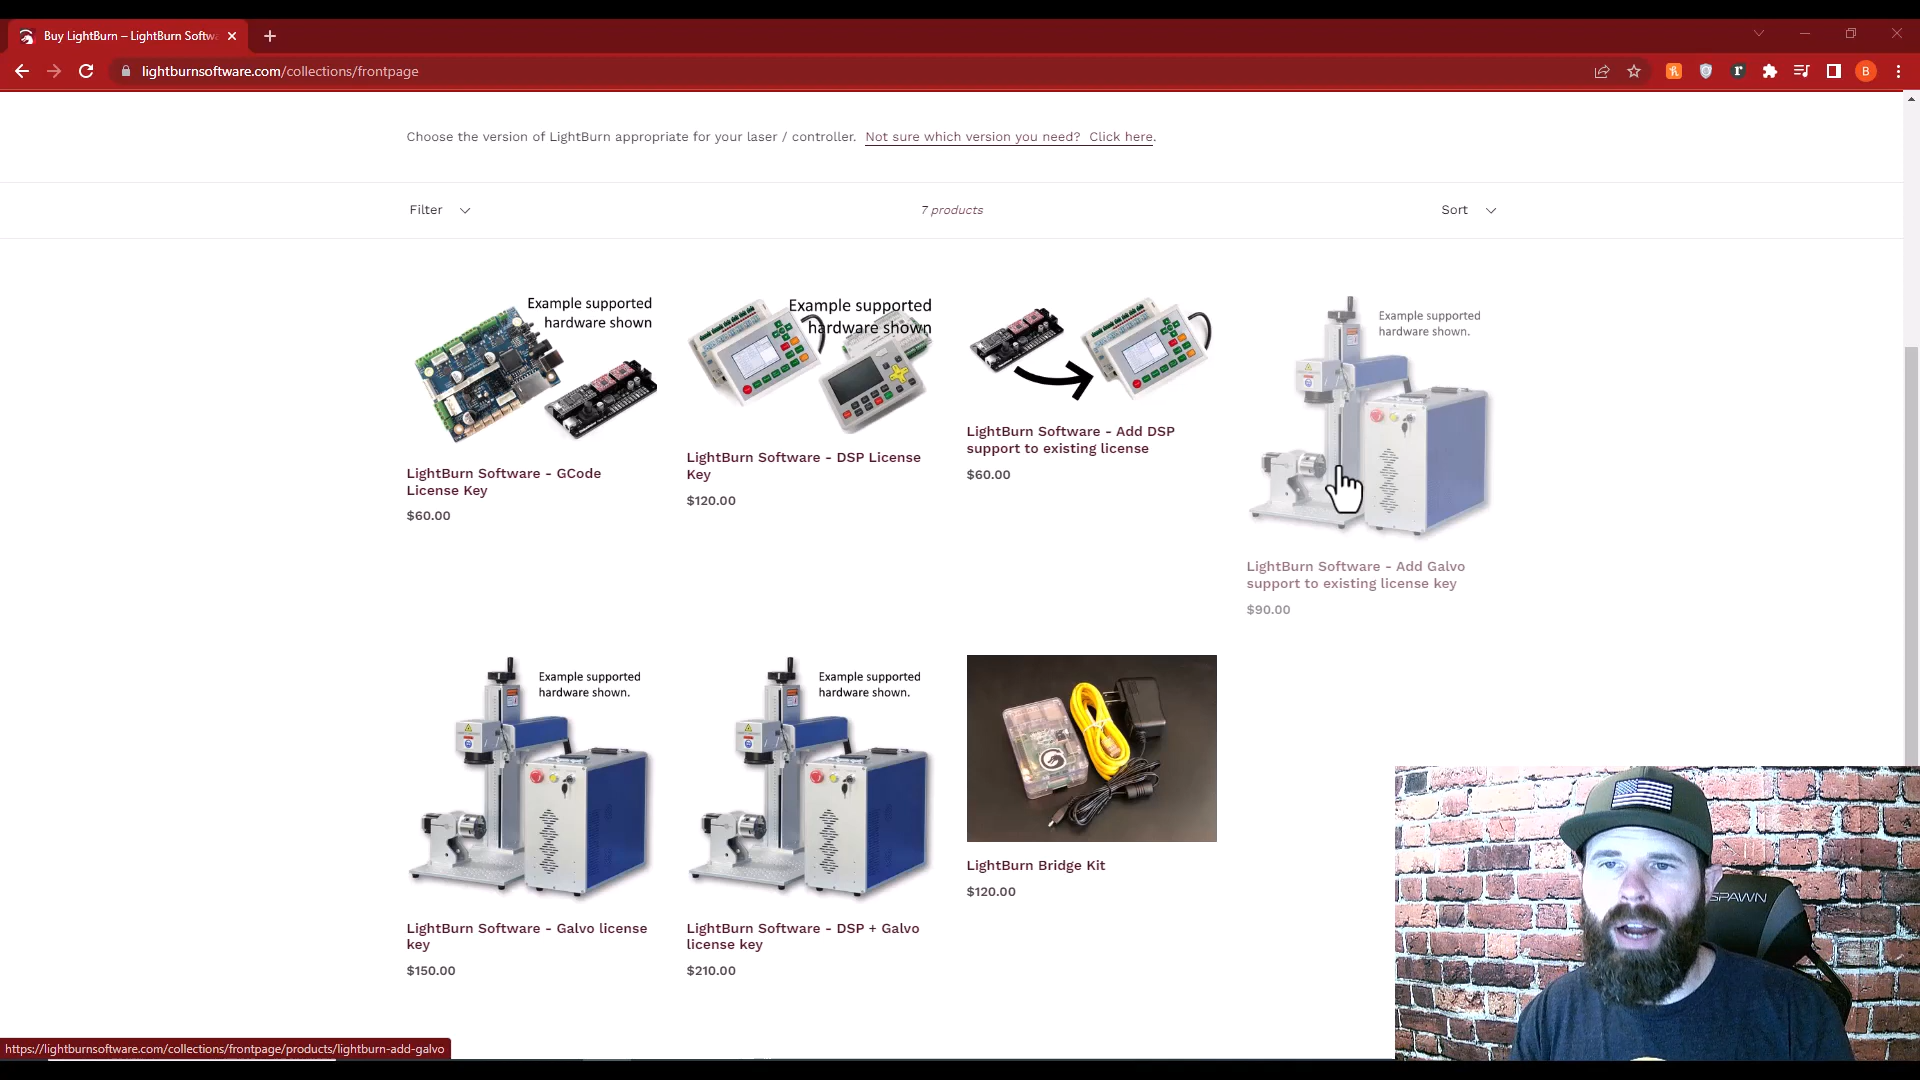 Buy LightBurn – LightBurn Softw
lightburnsoftware.com/collections/frontpage
B
Choose the version of LightBurn appropriate for your laser / controller. Not sure which version you need? Click here.
Filter
7 products
Sort
Example supported
hardware shown
LightBurn Software - GCode
License Key
$60.00
Example supported
hardware shown
LightBurn Software - DSP License
Key
$120.00
LightBurn Software - Add DSP
support to existing license
$60.00
Example supported
hardware shown.
LightBurn Software - Add Galvo
support to existing license key
$90.00
Example supported
hardware shown.
LightBurn Software - Galvo license
key
$150.00
Example supported
hardware shown.
LightBurn Software - DSP + Galvo
license key
$210.00
LightBurn Bridge Kit
$120.00
SPAWN
https://lightburnsoftware.com/collections/frontpage/products/lightburn-add-galvo